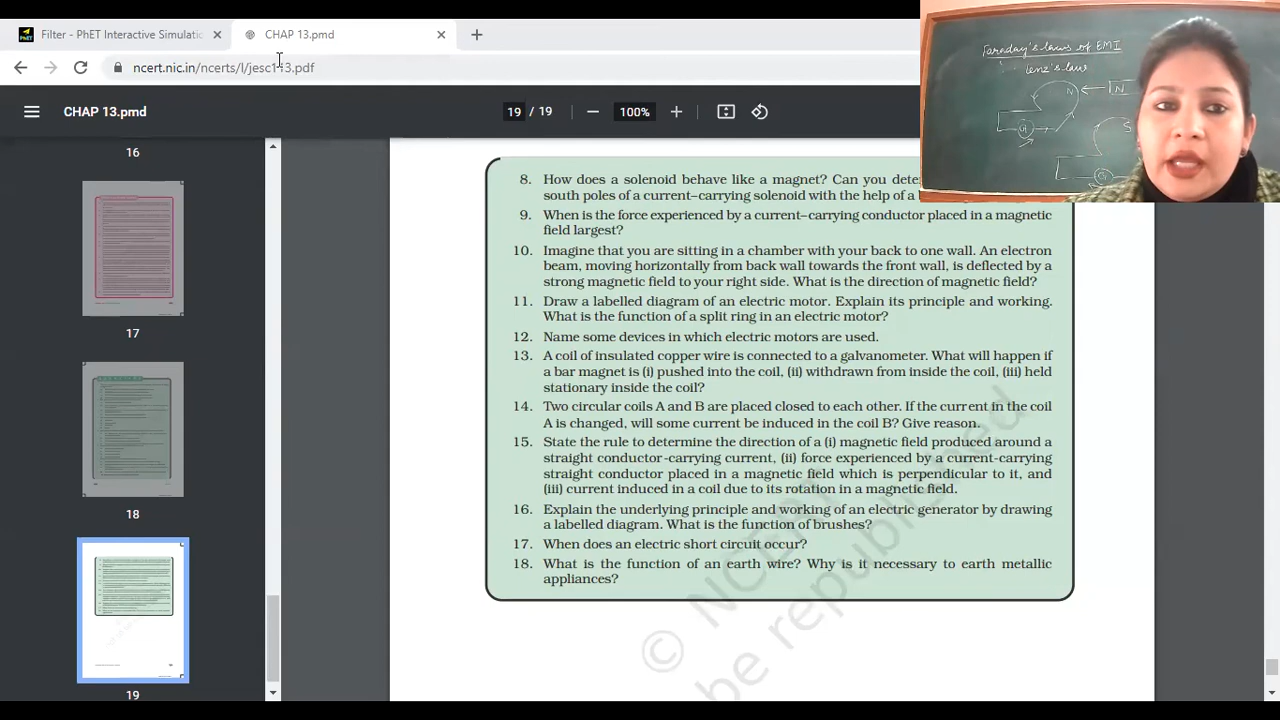 Filter - PhET Interactive Simulatio
CHAP 13.pmd
ncert.nic.in/ncerts/l/jesc113.pdf
CHAP 13.pmd
19 / 19
100%
16
17
18
19
8. How does a solenoid behave like a magnet? Can you dete
south poles of a current–carrying solenoid with the help of a
9. When is the force experienced by a current–carrying conductor placed in a magnetic
field largest?
10. Imagine that you are sitting in a chamber with your back to one wall. An electron
beam, moving horizontally from back wall towards the front wall, is deflected by a
strong magnetic field to your right side. What is the direction of magnetic field?
11. Draw a labelled diagram of an electric motor. Explain its principle and working.
What is the function of a split ring in an electric motor?
12. Name some devices in which electric motors are used.
13. A coil of insulated copper wire is connected to a galvanometer. What will happen if
a bar magnet is (i) pushed into the coil, (ii) withdrawn from inside the coil, (iii) held
stationary inside the coil?
14. Two circular coils A and B are placed closed to each other. If the current in the coil
A is changed, will some current be induced in the coil B? Give reason.
15. State the rule to determine the direction of a (i) magnetic field produced around a
straight conductor-carrying current, (ii) force experienced by a current-carrying
straight conductor placed in a magnetic field which is perpendicular to it, and
(iii) current induced in a coil due to its rotation in a magnetic field.
16. Explain the underlying principle and working of an electric generator by drawing
a labelled diagram. What is the function of brushes?
17. When does an electric short circuit occur?
18. What is the function of an earth wire? Why is it necessary to earth metallic
appliances?
© NCERT
be republished
Faraday's laws of EMI
Lenz's law
N
N
G
S
G